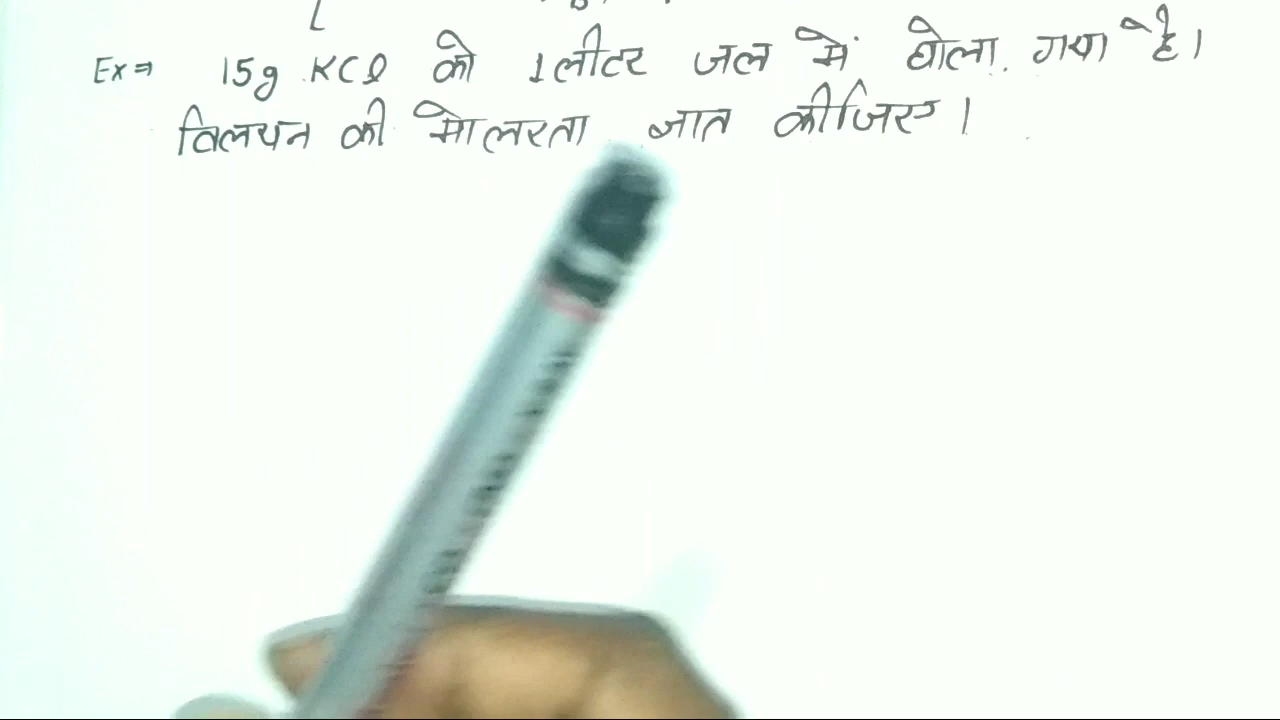 Ex⇒ 15g KCl को 1लीटर जल में घोला गया है।
विलयन की मोलरता ज्ञात कीजिए।